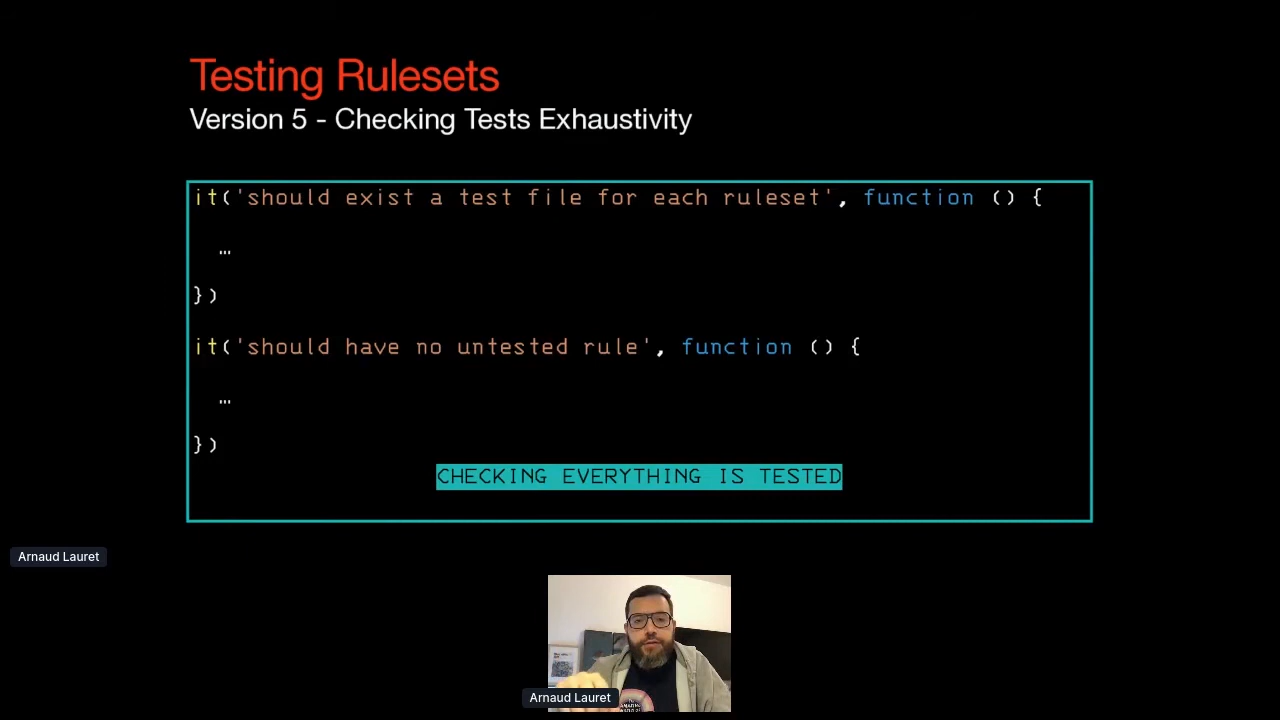 Testing Rulesets
Version 5 - Checking Tests Exhaustivity
it('should exist a test file for each ruleset', function () {
…
})
it('should have no untested rule', function () {
…
})
CHECKING EVERYTHING IS TESTED
Arnaud Lauret
Arnaud Lauret